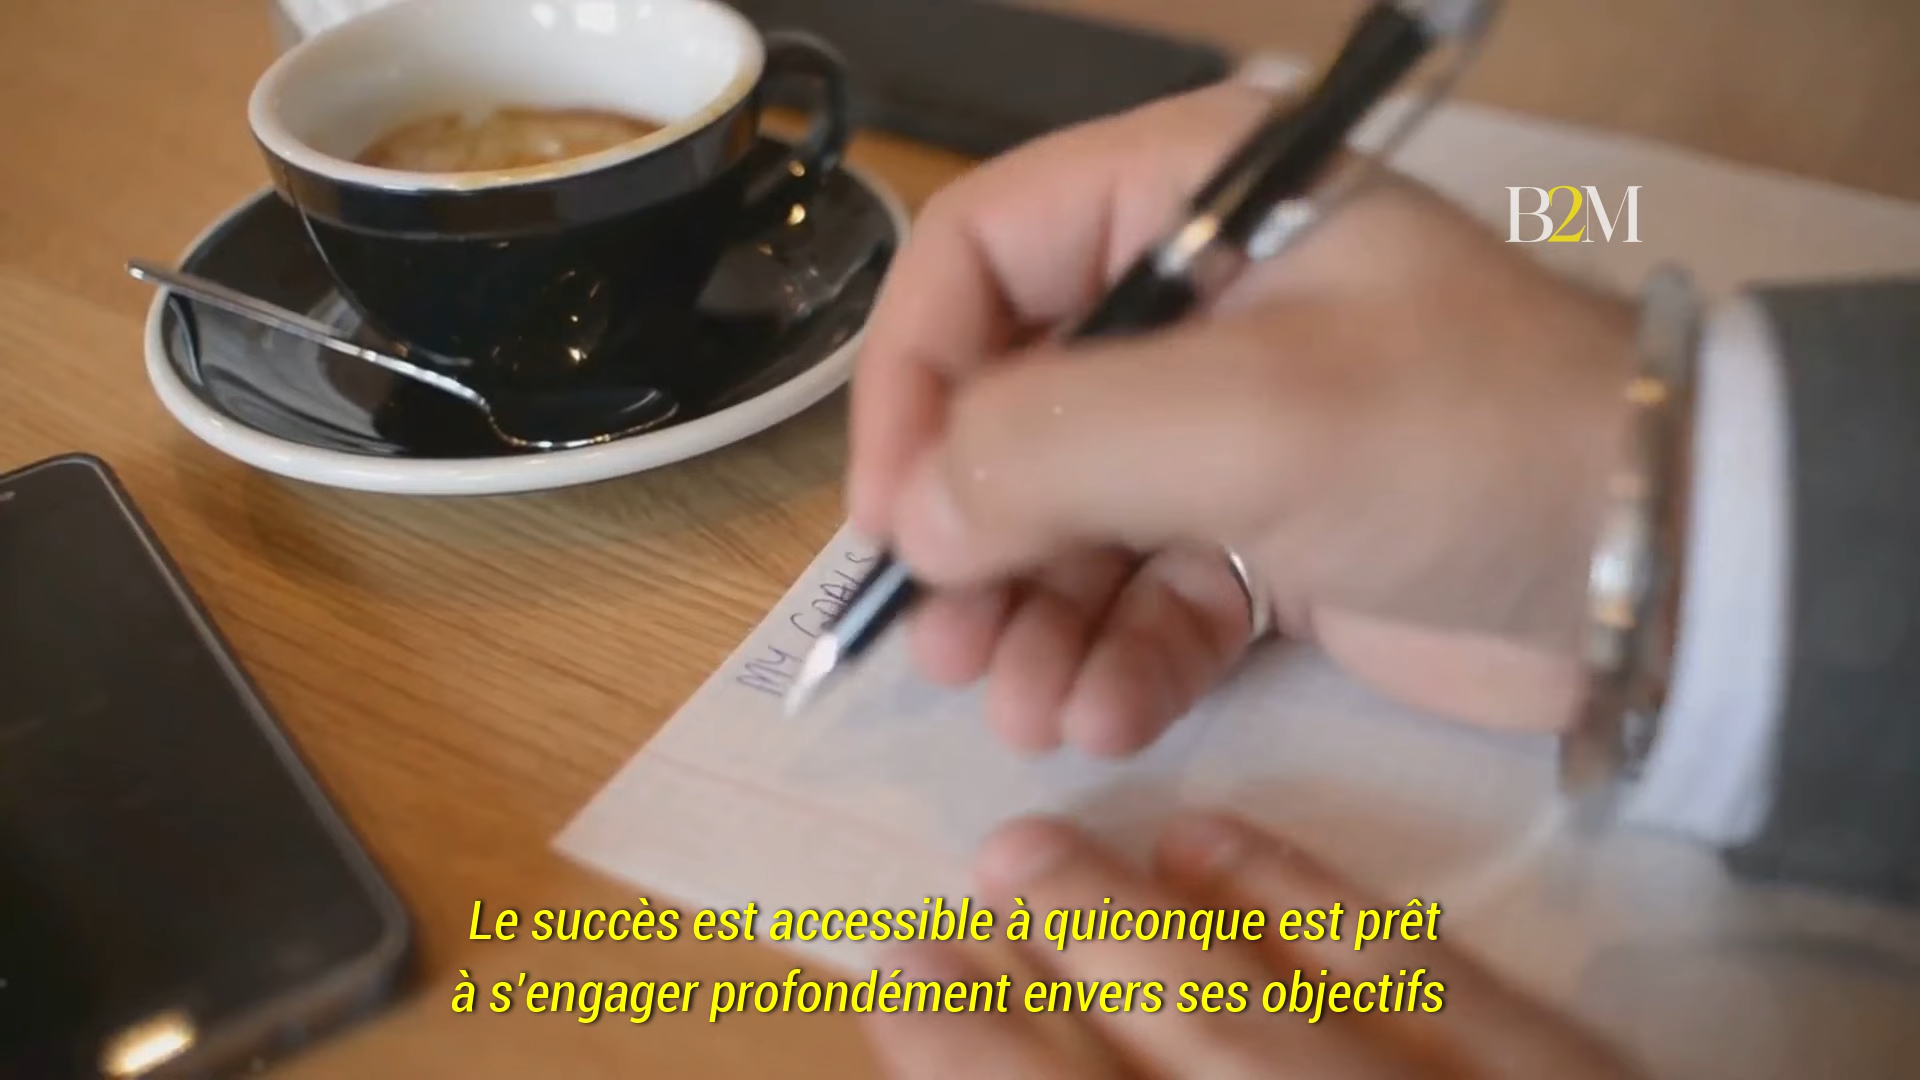 B2M
MY GOALS
Le succès est accessible à quiconque est prêt
à s'engager profondément envers ses objectifs